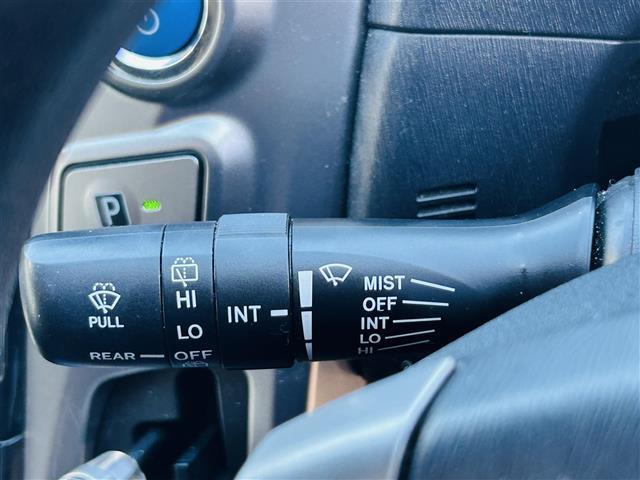 P
PULL
REAR
HI
LO
OFF
INT
MIST
OFF
INT
LO
HI